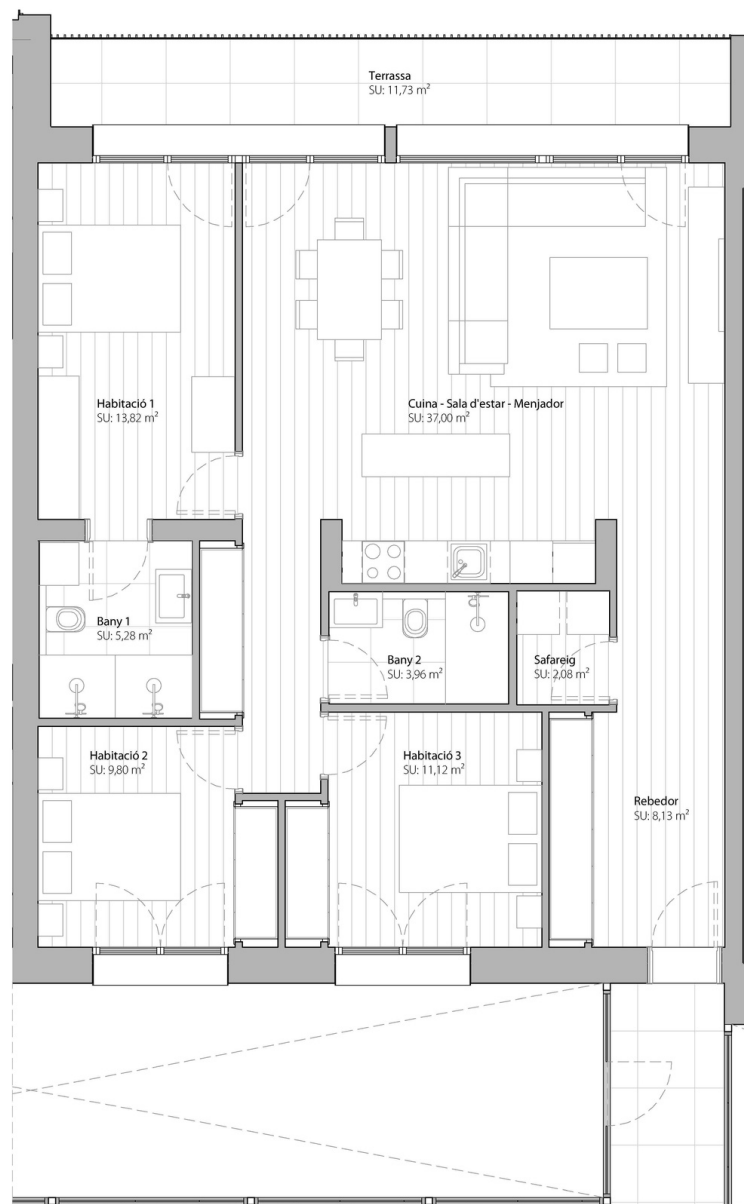 Terrassa
SU: 11,73 m²
Habitació 1
SU: 13,82 m²
Cuina - Sala d'estar - Menjador
SU: 37,00 m²
Bany 1
SU: 5,28 m²
Bany 2
SU: 3,96 m²
Safareig
SU: 2,08 m²
Habitació 2
SU: 9,80 m²
Habitació 3
SU: 11,12 m²
Rebedor
SU: 8,13 m²